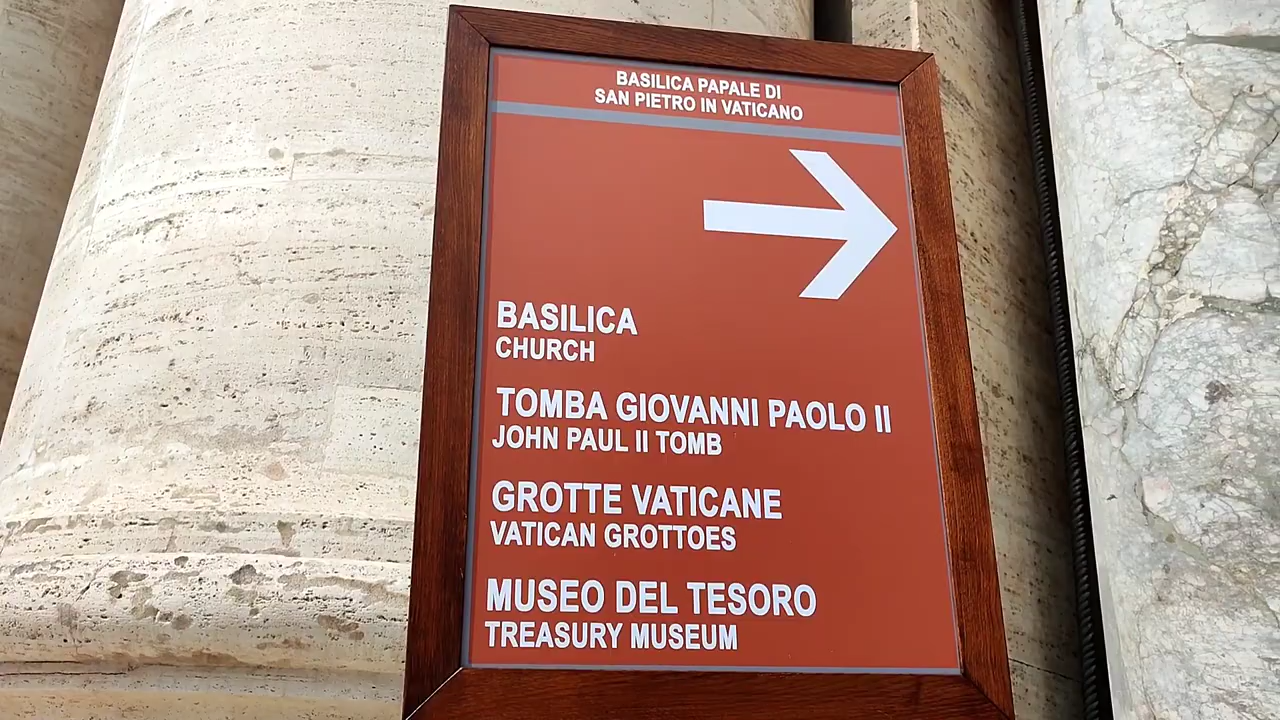 BASILICA PAPALE DI
SAN PIETRO IN VATICANO
BASILICA
CHURCH
TOMBA GIOVANNI PAOLO II
JOHN PAUL II TOMB
GROTTE VATICANE
VATICAN GROTTOES
MUSEO DEL TESORO
TREASURY MUSEUM